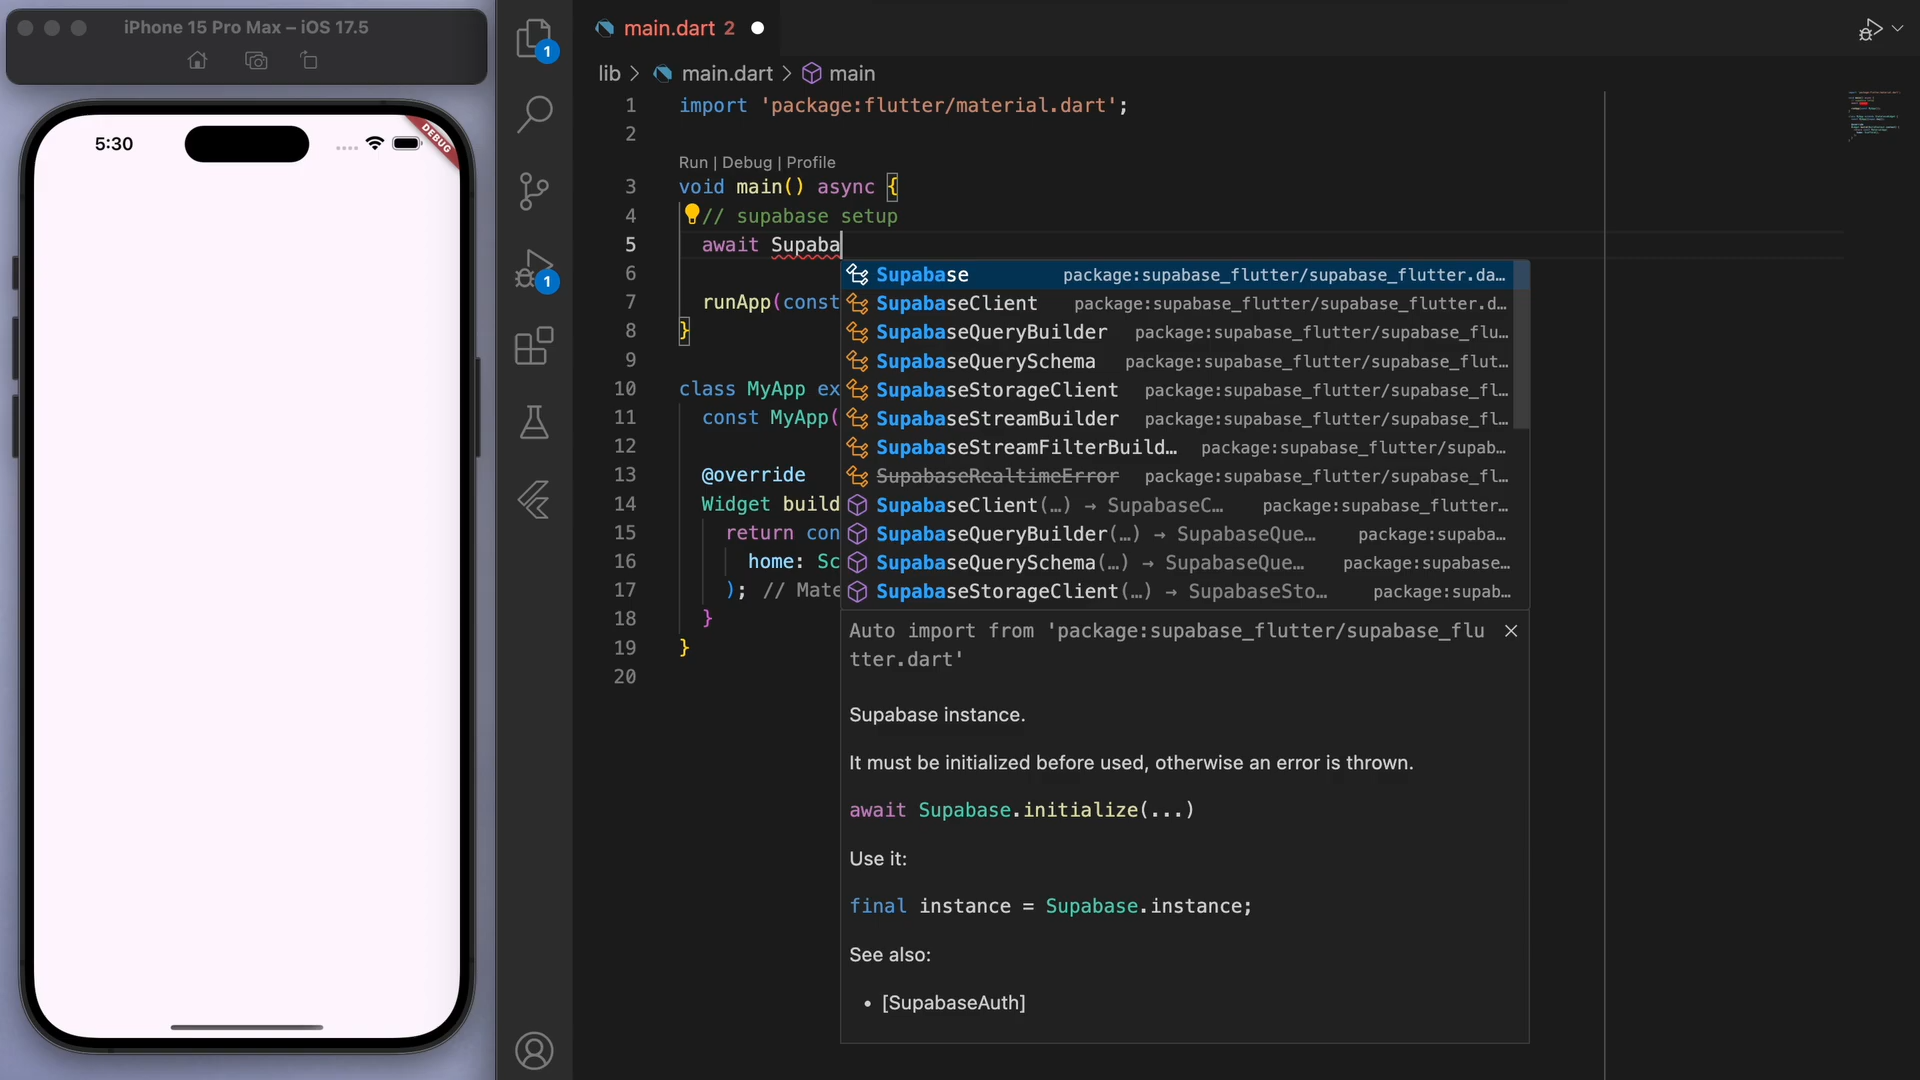 iPhone 15 Pro Max – iOS 17.5
5:30
DEBUG
1
1
main.dart 2
lib > main.dart > main
1 import 'package:flutter/material.dart';
2
Run | Debug | Profile
3 void main() async {
4 // supabase setup
5 await Supaba
6
7 runApp(const
8 }
9
10 class MyApp ex
11 const MyApp(
12
13 @override
14 Widget build
15 return con
16 home: Sc
17 ); // Mate
18 }
19 }
20
Supabase package:supabase_flutter/supabase_flutter.da…
SupabaseClient package:supabase_flutter/supabase_flutter.d…
SupabaseQueryBuilder package:supabase_flutter/supabase_flu…
SupabaseQuerySchema package:supabase_flutter/supabase_flut…
SupabaseStorageClient package:supabase_flutter/supabase_fl…
SupabaseStreamBuilder package:supabase_flutter/supabase_fl…
SupabaseStreamFilterBuild… package:supabase_flutter/supab…
SupabaseRealtimeError package:supabase_flutter/supabase_fl…
SupabaseClient(…) → SupabaseC… package:supabase_flutter…
SupabaseQueryBuilder(…) → SupabaseQue… package:supaba…
SupabaseQuerySchema(…) → SupabaseQue… package:supabase…
SupabaseStorageClient(…) → SupabaseSto… package:supab…
Auto import from 'package:supabase_flutter/supabase_flu
tter.dart'
Supabase instance.
It must be initialized before used, otherwise an error is thrown.
await Supabase.initialize(...)
Use it:
final instance = Supabase.instance;
See also:
• [SupabaseAuth]